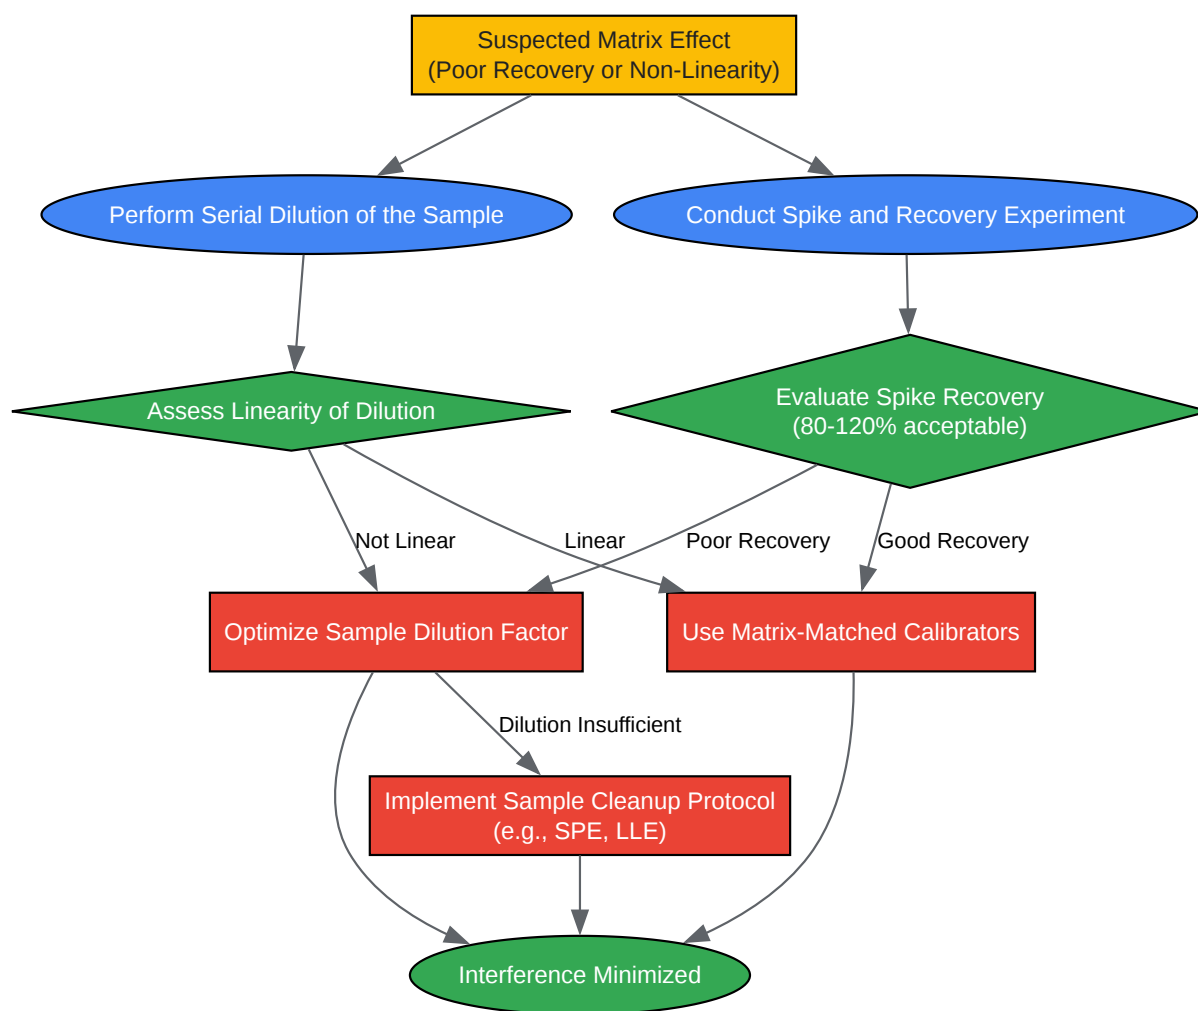 Suspected Matrix Effect
(Poor Recovery or Non-Linearity)
Perform Serial Dilution of the Sample
Conduct Spike and Recovery Experiment
Assess Linearity of Dilution
Evaluate Spike Recovery
(80-120% acceptable)
Not Linear
Linear
Poor Recovery
Good Recovery
Optimize Sample Dilution Factor
Use Matrix-Matched Calibrators
Dilution Insufficient
Implement Sample Cleanup Protocol
(e.g., SPE, LLE)
Interference Minimized